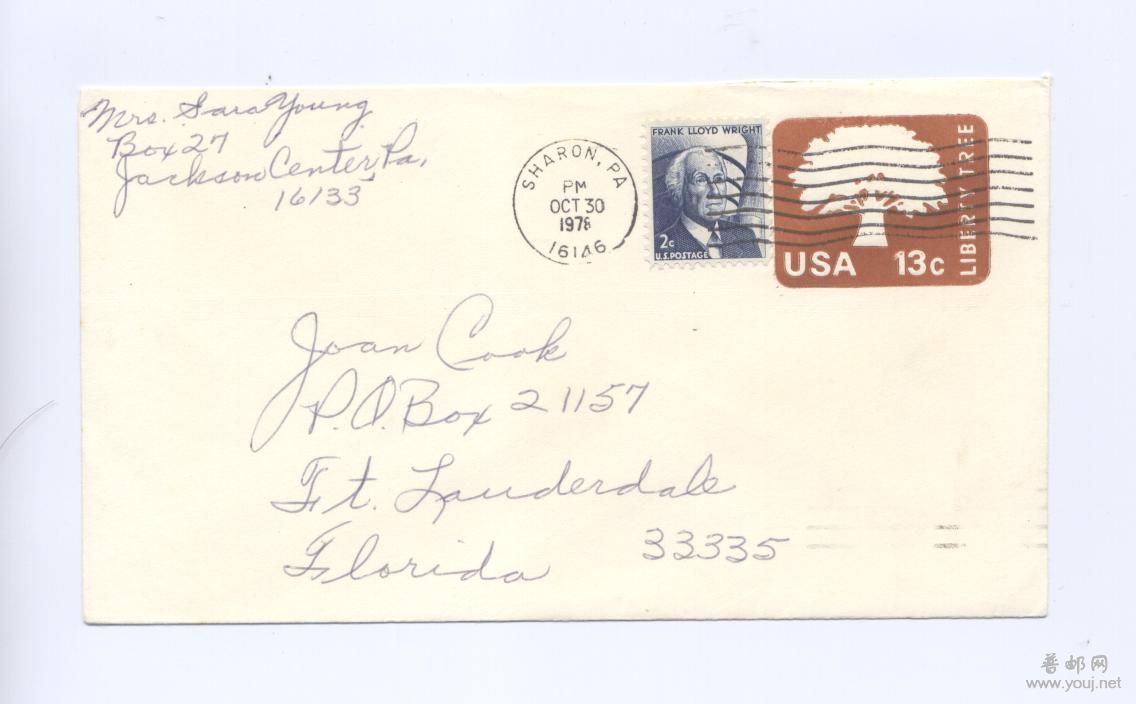 Mrs. Sara Young
Box 27
Jackson Center, Pa.
16133
SHARON, PA
PM
OCT 30
1978
16146
FRANK LLOYD WRIGHT
2c
U.S. POSTAGE
USA 13c
LIBERTY TREE
Joan Cook
P.O. Box 21157
Ft. Lauderdale
Florida 33335
普邮网
www.youj.net